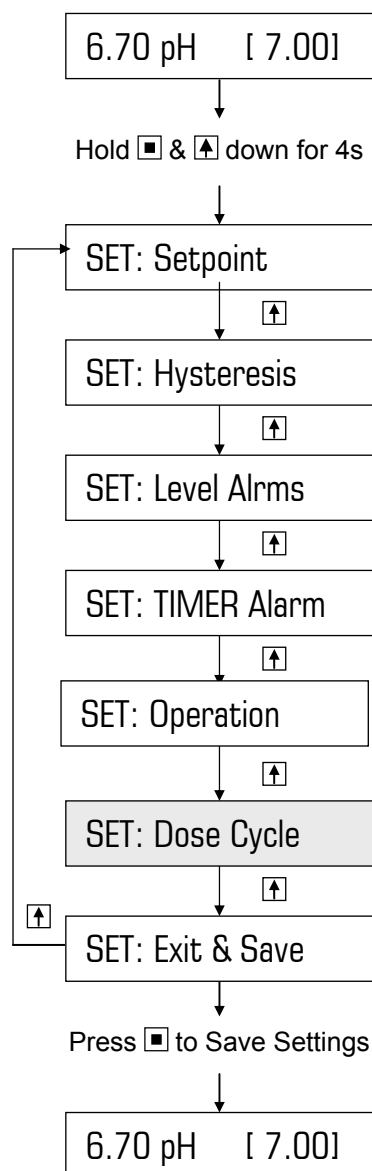 6.70 pH [ 7.00]
Hold ■ & ↑ down for 4s
SET: Setpoint
↑
SET: Hysteresis
↑
SET: Level Alrms
↑
SET: TIMER Alarm
↑
SET: Operation
↑
SET: Dose Cycle
↑
↑
SET: Exit & Save
Press ■ to Save Settings
6.70 pH [ 7.00]